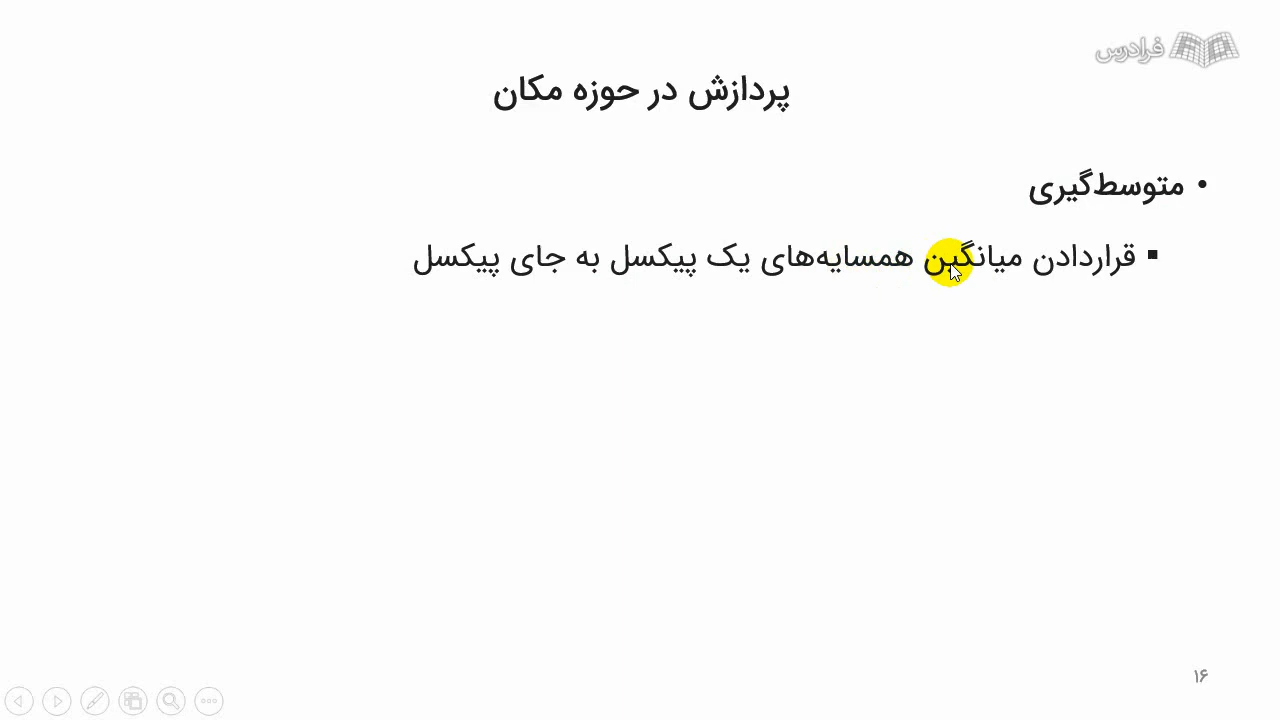 فرادرس
پردازش در حوزه مکان
• متوسط‌گیری
▪ قراردادن میانگین همسایه‌های یک پیکسل به جای پیکسل
۱۶